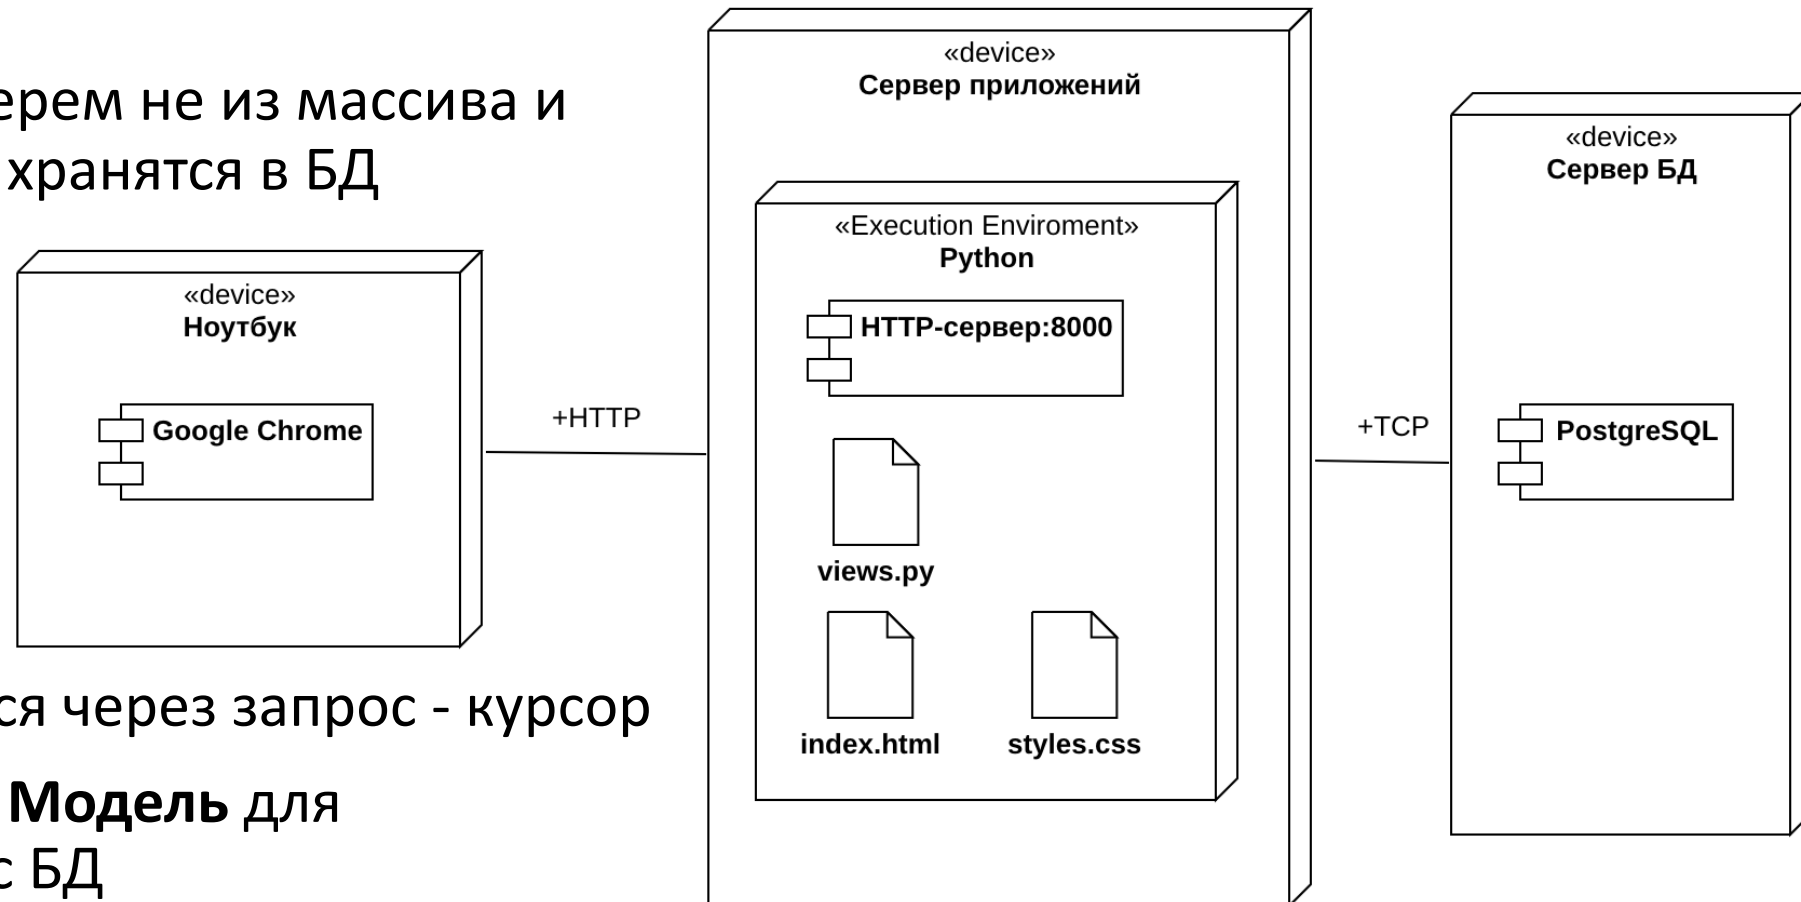 ерем не из массива и
хранятся в БД
«device»
Ноутбук
Google Chrome
+HTTP
«device»
Сервер приложений
«Execution Enviroment»
Python
HTTP-сервер:8000
views.py
index.html
styles.css
+TCP
«device»
Сервер БД
PostgreSQL
ся через запрос - курсор
Модель для
с БД